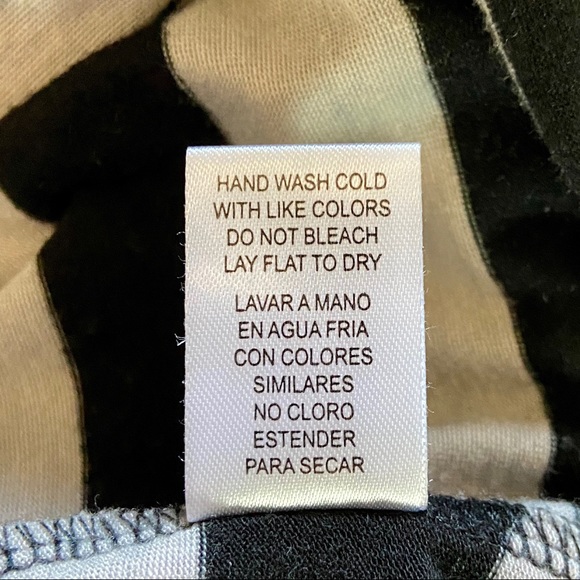 HAND WASH COLD
WITH LIKE COLORS
DO NOT BLEACH
LAY FLAT TO DRY
LAVAR A MANO
EN AGUA FRIA
CON COLORES
SIMILARES
NO CLORO
ESTENDER
PARA SECAR